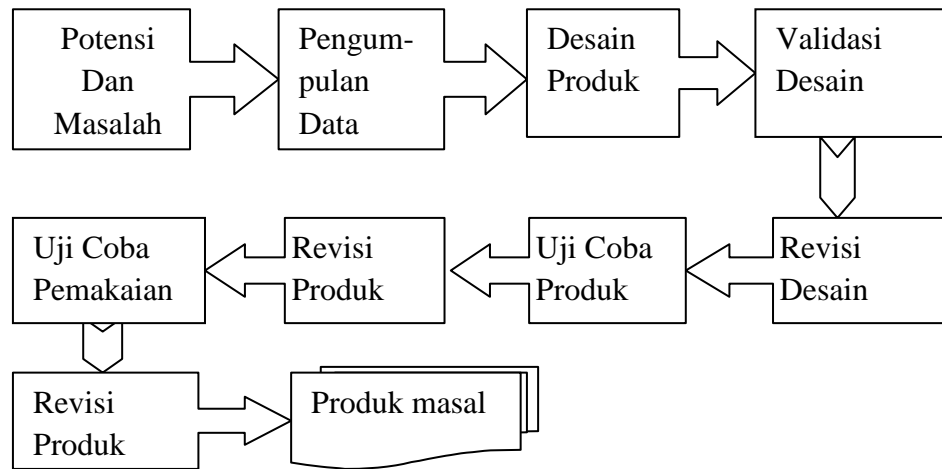 Potensi
Dan
Masalah
Pengum-
pulan
Data
Desain
Produk
Validasi
Desain
Revisi
Desain
Uji Coba
Produk
Revisi
Produk
Uji Coba
Pemakaian
Revisi
Produk
Produk masal